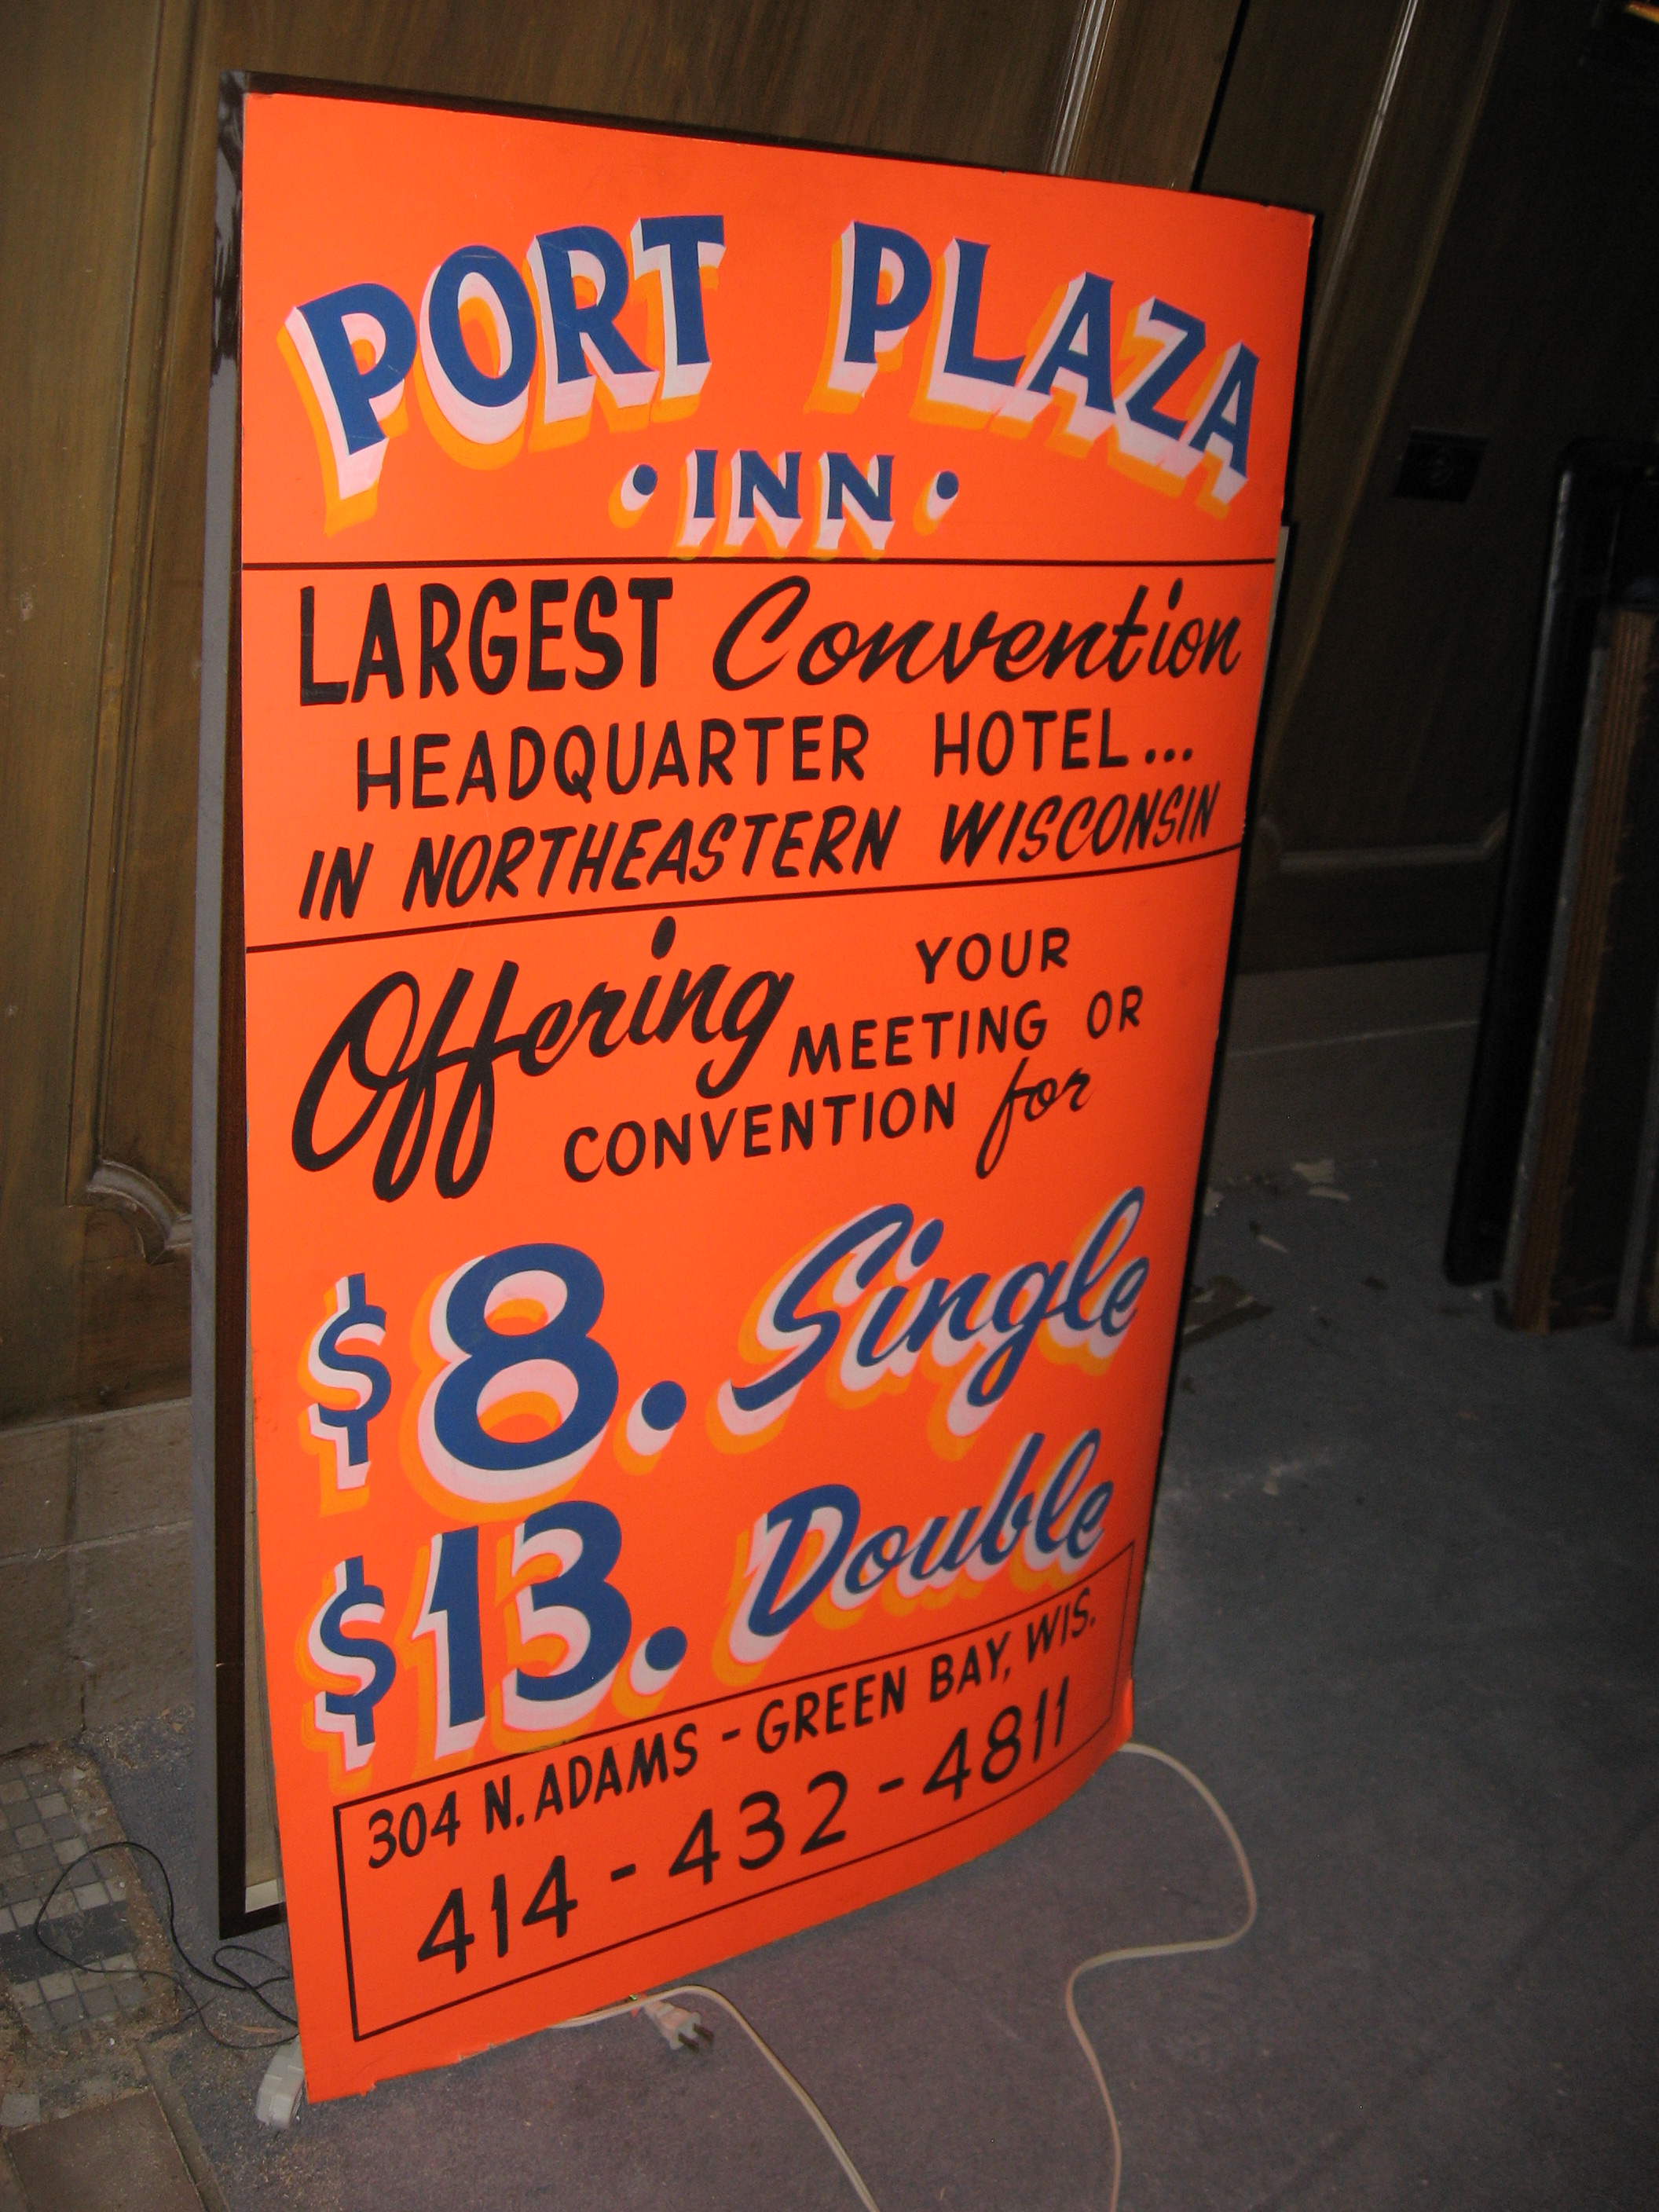 PORT PLAZA
• INN •
LARGEST Convention
HEADQUARTER HOTEL...
IN NORTHEASTERN WISCONSIN
Offering YOUR
MEETING OR
CONVENTION for
$8. Single
$13. Double
304 N. ADAMS - GREEN BAY, WIS.
414-432-4811